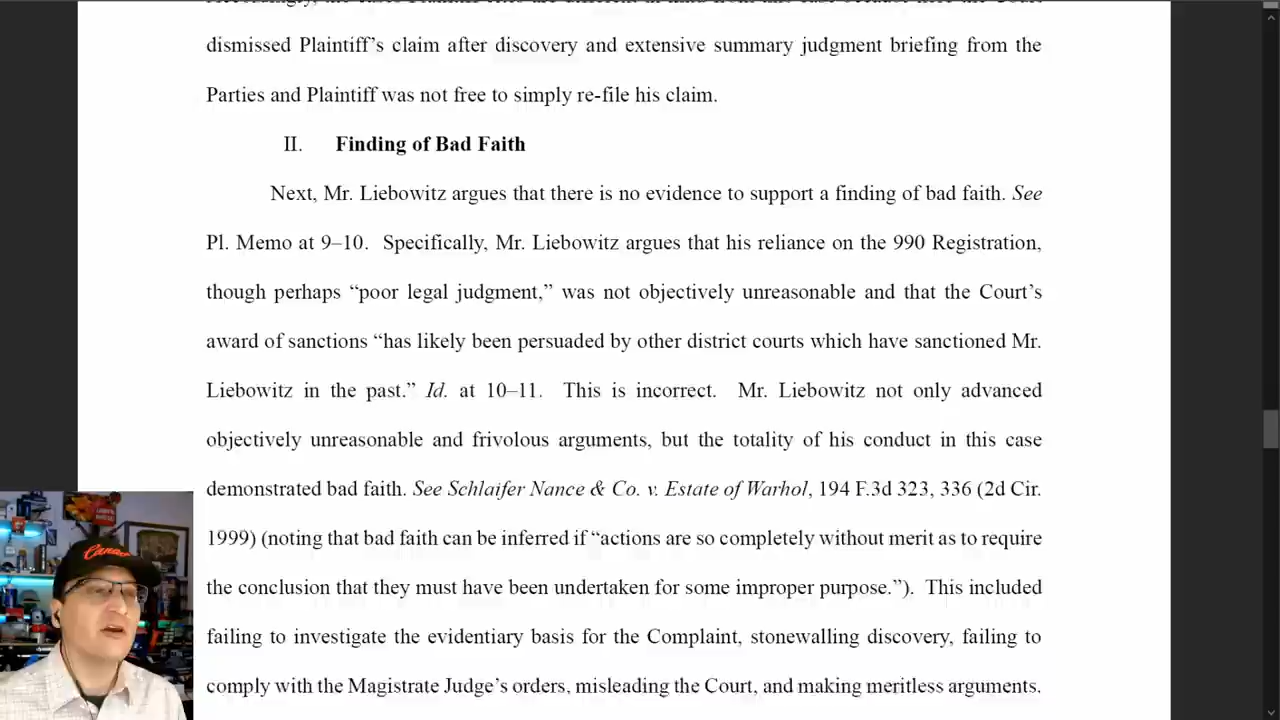 dismissed Plaintiff's claim after discovery and extensive summary judgment briefing from the
Parties and Plaintiff was not free to simply re-file his claim.
II. Finding of Bad Faith
Next, Mr. Liebowitz argues that there is no evidence to support a finding of bad faith. See
Pl. Memo at 9–10. Specifically, Mr. Liebowitz argues that his reliance on the 990 Registration,
though perhaps “poor legal judgment,” was not objectively unreasonable and that the Court’s
award of sanctions “has likely been persuaded by other district courts which have sanctioned Mr.
Liebowitz in the past.” Id. at 10–11. This is incorrect. Mr. Liebowitz not only advanced
objectively unreasonable and frivolous arguments, but the totality of his conduct in this case
demonstrated bad faith. See Schlaifer Nance & Co. v. Estate of Warhol, 194 F.3d 323, 336 (2d Cir.
1999) (noting that bad faith can be inferred if “actions are so completely without merit as to require
the conclusion that they must have been undertaken for some improper purpose.”). This included
failing to investigate the evidentiary basis for the Complaint, stonewalling discovery, failing to
comply with the Magistrate Judge’s orders, misleading the Court, and making meritless arguments.